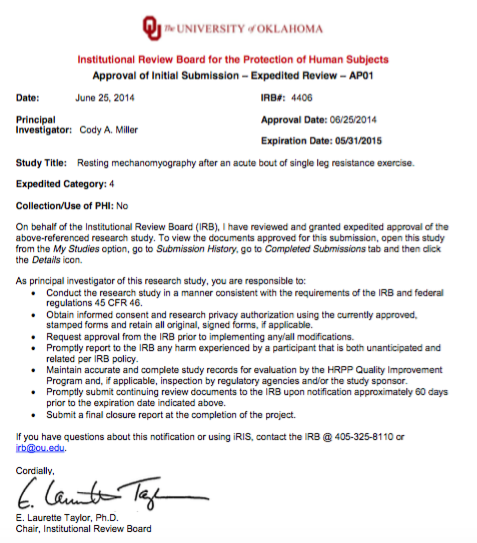 The UNIVERSITY of OKLAHOMA
Institutional Review Board for the Protection of Human Subjects
Approval of Initial Submission – Expedited Review – AP01
Date: June 25, 2014 IRB#: 4406
Principal Approval Date: 06/25/2014
Investigator: Cody A. Miller
Expiration Date: 05/31/2015
Study Title: Resting mechanomyography after an acute bout of single leg resistance exercise.
Expedited Category: 4
Collection/Use of PHI: No
On behalf of the Institutional Review Board (IRB), I have reviewed and granted expedited approval of the
above-referenced research study. To view the documents approved for this submission, open this study
from the My Studies option, go to Submission History, go to Completed Submissions tab and then click
the Details icon.
As principal investigator of this research study, you are responsible to:
• Conduct the research study in a manner consistent with the requirements of the IRB and federal
regulations 45 CFR 46.
• Obtain informed consent and research privacy authorization using the currently approved,
stamped forms and retain all original, signed forms, if applicable.
• Request approval from the IRB prior to implementing any/all modifications.
• Promptly report to the IRB any harm experienced by a participant that is both unanticipated and
related per IRB policy.
• Maintain accurate and complete study records for evaluation by the HRPP Quality Improvement
Program and, if applicable, inspection by regulatory agencies and/or the study sponsor.
• Promptly submit continuing review documents to the IRB upon notification approximately 60 days
prior to the expiration date indicated above.
• Submit a final closure report at the completion of the project.
If you have questions about this notification or using iRIS, contact the IRB @ 405-325-8110 or
irb@ou.edu.
Cordially,
E. Laurette Taylor
E. Laurette Taylor, Ph.D.
Chair, Institutional Review Board